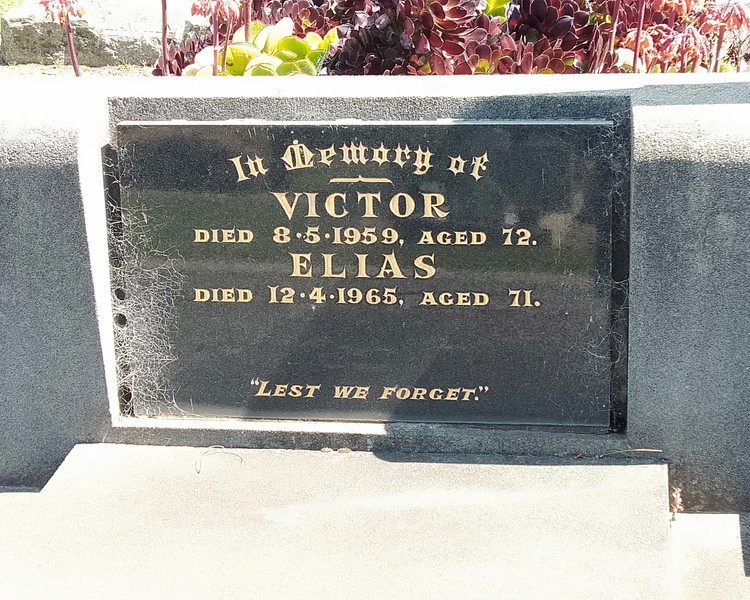 In Memory of
VICTOR
DIED 8·5·1959, AGED 72.
ELIAS
DIED 12·4·1965, AGED 71.
"LEST WE FORGET."